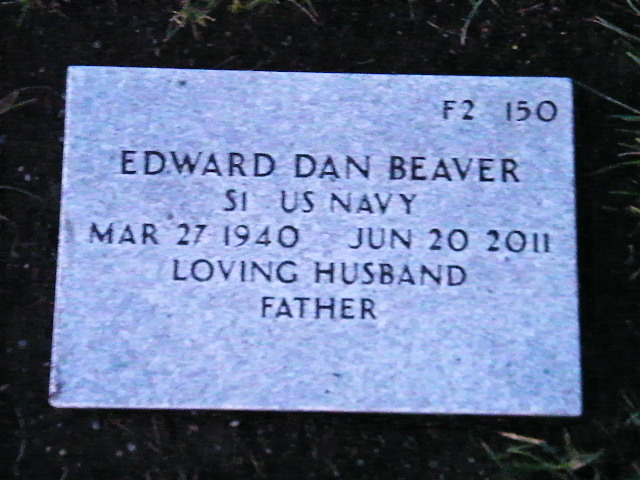 F2 150
EDWARD DAN BEAVER
S1 US NAVY
MAR 27 1940 JUN 20 2011
LOVING HUSBAND
FATHER